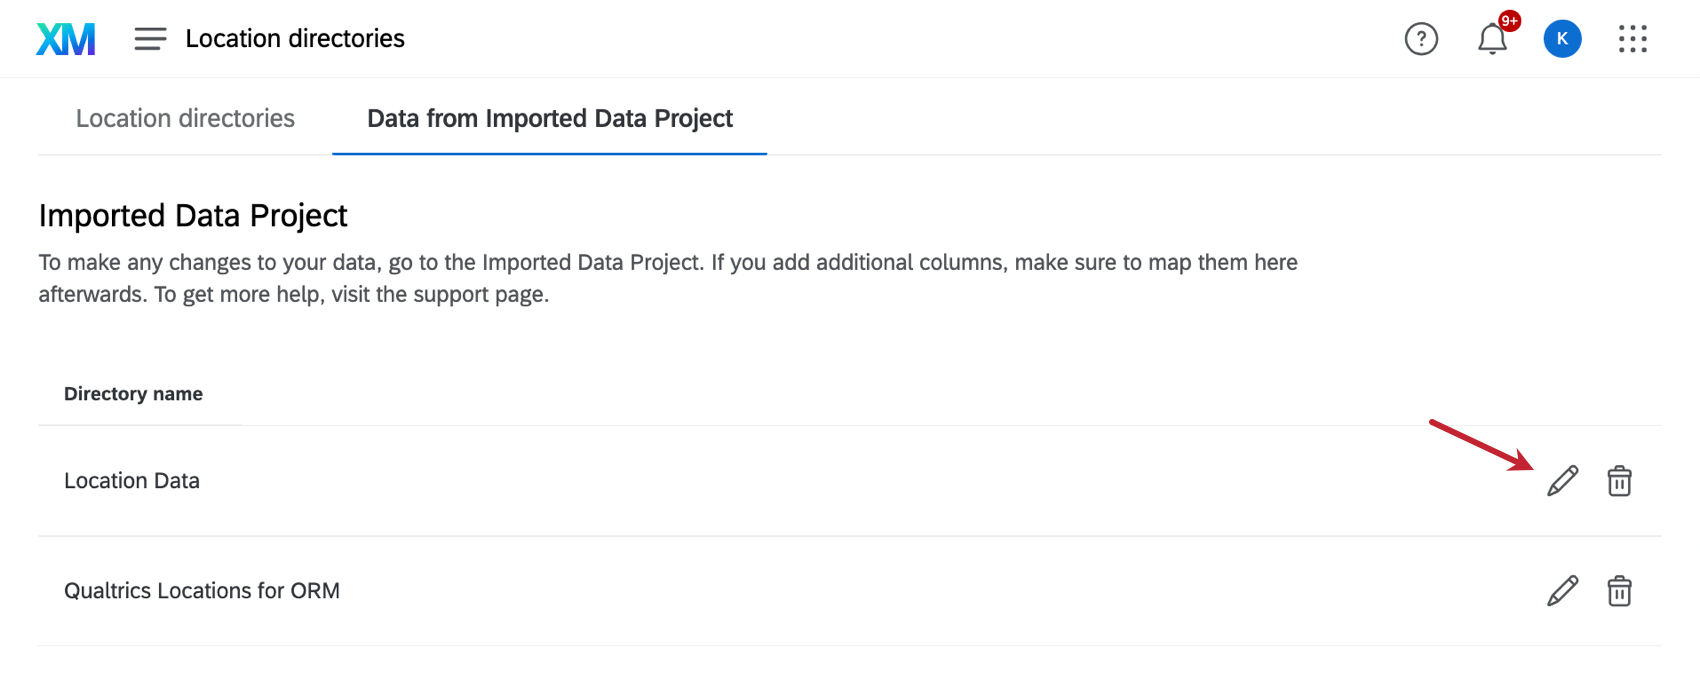 XM
Location directories
?
9+
K
Location directories
Data from Imported Data Project
Imported Data Project
To make any changes to your data, go to the Imported Data Project. If you add additional columns, make sure to map them here
afterwards. To get more help, visit the support page.
Directory name
Location Data
Qualtrics Locations for ORM